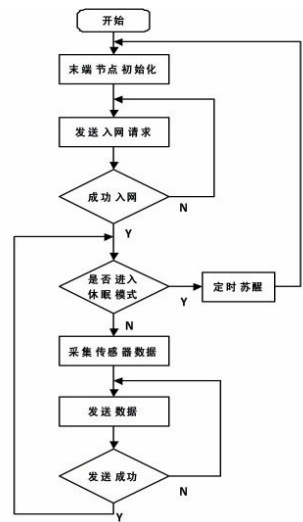 开始
末端节点初始化
发送入网请求
成功入网
N
Y
是否进入
休眠模式
Y
定时苏醒
N
采集传感器数据
发送数据
发送成功
N
Y